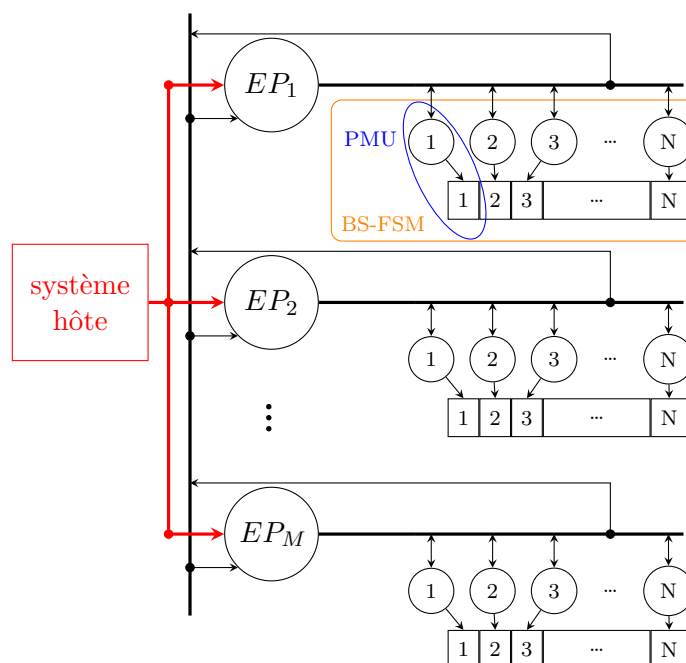 EP₁
PMU
1 2 3 ... N
1 2 3 ... N
BS-FSM
système
hôte
EP₂
1 2 3 ... N
1 2 3 ... N
EP_M
1 2 3 ... N
1 2 3 ... N